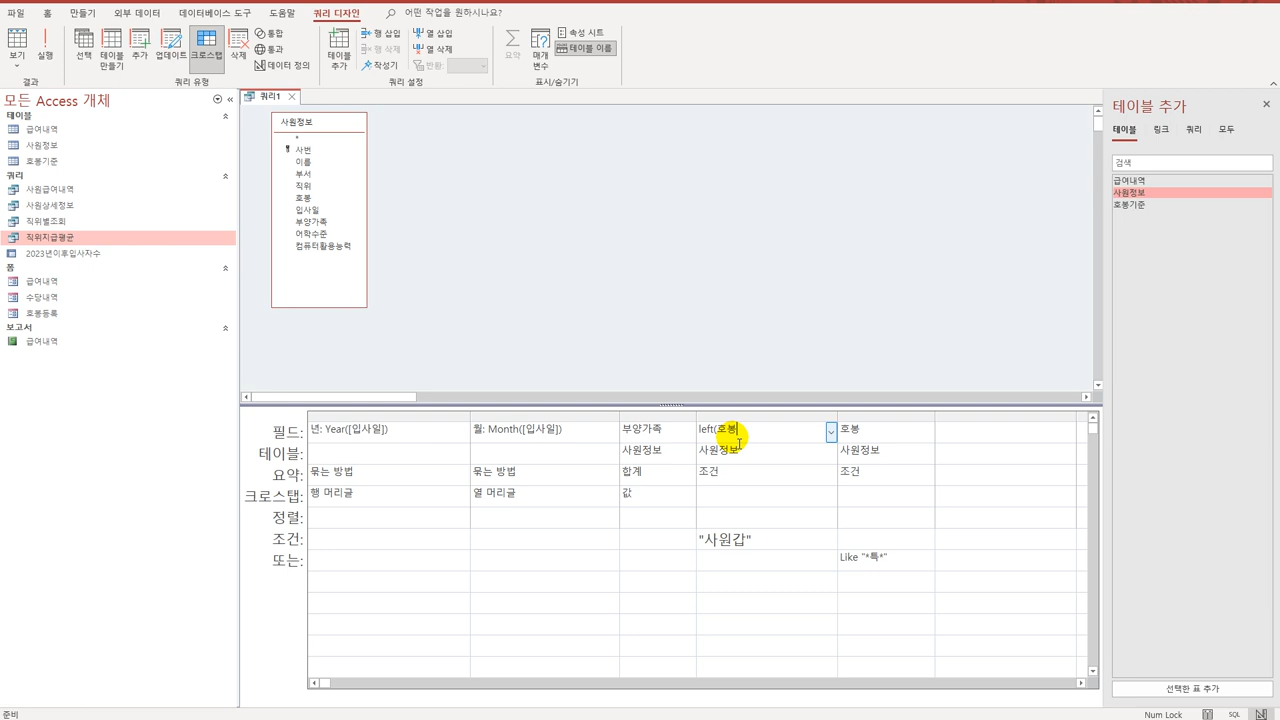 파일 홈 만들기 외부 데이터 데이터베이스 도구 도움말 쿼리 디자인 어떤 작업을 원하시나요?
보기 실행 선택 테이블 만들기 추가 업데이트 크로스탭 삭제 통합 통과 데이터 정의 테이블 추가 행 삽입 행 삭제 작성기 열 삽입 열 삭제 반환: 요약 매개 변수 속성 시트 테이블 이름
결과 쿼리 유형 쿼리 설정 표시/숨기기
모든 Access 개체
테이블
급여내역
사원정보
호봉기준
쿼리
사원급여내역
사원상세정보
직위별조회
직위지급평균
2023년이후입사자수
폼
급여내역
수당내역
호봉등록
보고서
급여내역
쿼리1
사원정보
*
사번
이름
부서
직위
호봉
입사일
부양가족
어학수준
컴퓨터활용능력
필드: 년: Year([입사일]) 월: Month([입사일]) 부양가족 left(호봉 호봉
테이블: 사원정보 사원정보 사원정보
요약: 묶는 방법 묶는 방법 합계 조건 조건
크로스탭: 행 머리글 열 머리글 값
정렬:
조건: "사원갑"
또는: Like "*특*"
테이블 추가
테이블 링크 쿼리 모두
검색
급여내역
사원정보
호봉기준
선택한 표 추가
준비 Num Lock SQL